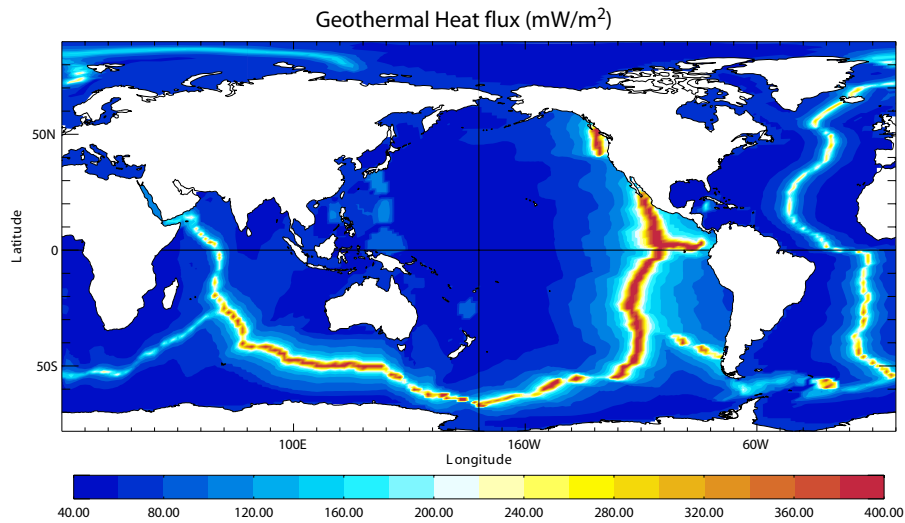 Geothermal Heat flux (mW/m²)
50N
0
50S
Latitude
100E 160W 60W
Longitude
40.00 80.00 120.00 160.00 200.00 240.00 280.00 320.00 360.00 400.00